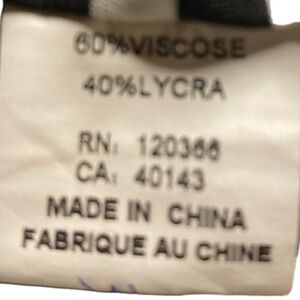 60%VISCOSE
40%LYCRA
RN: 120366
CA: 40143
MADE IN CHINA
FABRIQUE AU CHINE